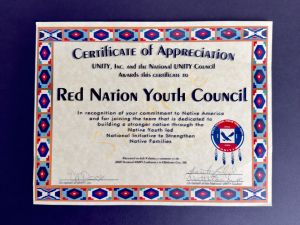 Certificate of Appreciation
UNITY, Inc. and the National UNITY Council
Awards this certificate to
Red Nation Youth Council
In recognition of your commitment to Native America
and for joining the team that is dedicated to
building a stronger nation through the
Native Youth led
National Initiative to Strengthen
Native Families